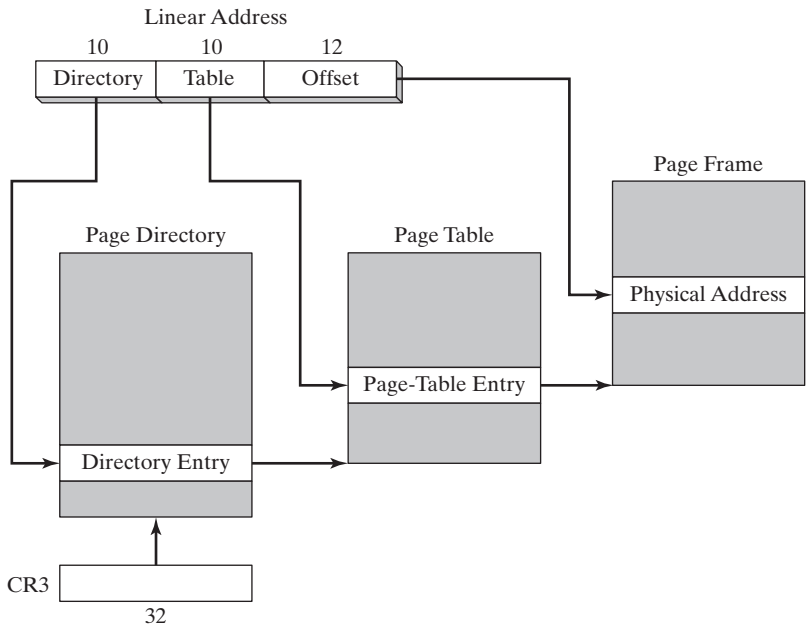 Linear Address
10 10 12
Directory Table Offset
Page Frame
Page Directory Page Table
Physical Address
Page-Table Entry
Directory Entry
CR3
32